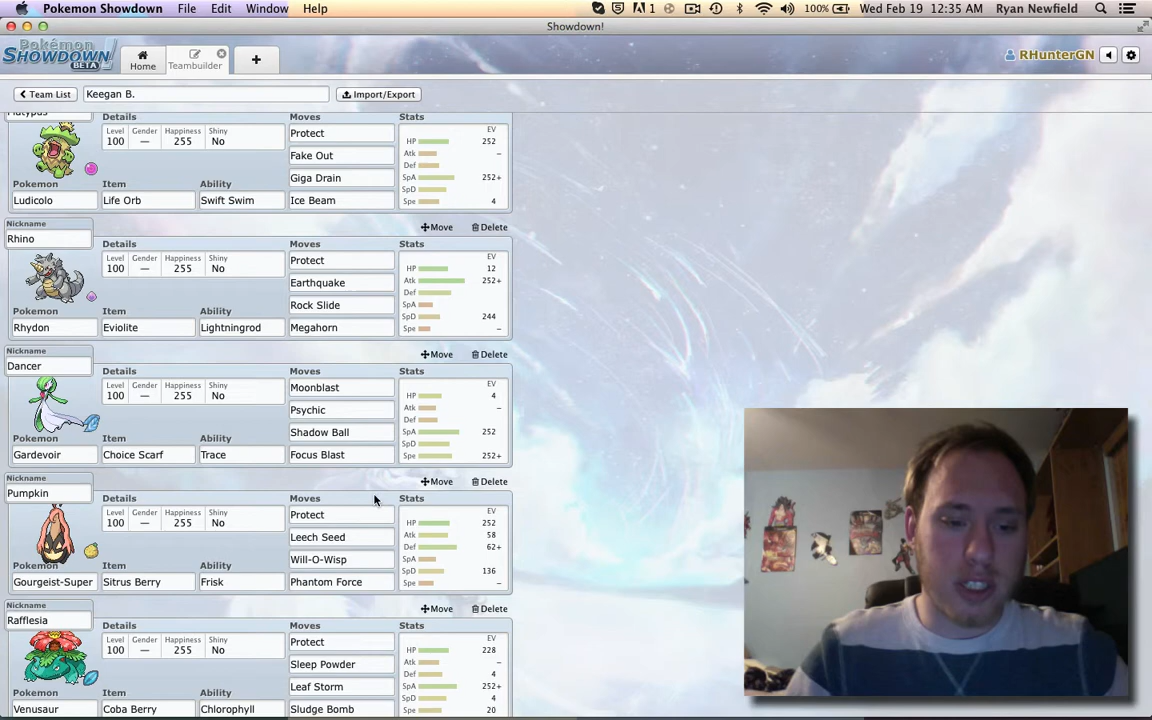 Pokemon Showdown File Edit Window Help 1 100% Wed Feb 19 12:35 AM Ryan Newfield
Showdown!
Pokémon SHOWDOWN! BETA Home Teambuilder + RHunterGN
Team List Keegan B. Import/Export
Platypus Details Moves Stats
Level Gender Happiness Shiny Protect EV
100 — 255 No HP 252
Fake Out Atk –
Def
Giga Drain SpA 252+
Pokemon Item Ability SpD
Ludicolo Life Orb Swift Swim Ice Beam Spe 4
Nickname Move Delete
Rhino Details Moves Stats
Level Gender Happiness Shiny Protect EV
100 — 255 No HP 12
Earthquake Atk 252+
Def
Rock Slide SpA
Pokemon Item Ability SpD 244
Rhydon Eviolite Lightningrod Megahorn Spe –
Nickname Move Delete
Dancer Details Moves Stats
Level Gender Happiness Shiny Moonblast EV
100 — 255 No HP 4
Psychic Atk –
Def
Shadow Ball SpA 252
Pokemon Item Ability SpD
Gardevoir Choice Scarf Trace Focus Blast Spe 252+
Nickname Move Delete
Pumpkin Details Moves Stats
Level Gender Happiness Shiny Protect EV
100 — 255 No HP 252
Leech Seed Atk 58
Def 62+
Will-O-Wisp SpA
Pokemon Item Ability SpD 136
Gourgeist-Super Sitrus Berry Frisk Phantom Force Spe –
Nickname Move Delete
Rafflesia Details Moves Stats
Level Gender Happiness Shiny Protect EV
100 — 255 No HP 228
Sleep Powder Atk –
Def 4
Leaf Storm SpA 252+
Pokemon Item Ability SpD 4
Venusaur Coba Berry Chlorophyll Sludge Bomb Spe 20